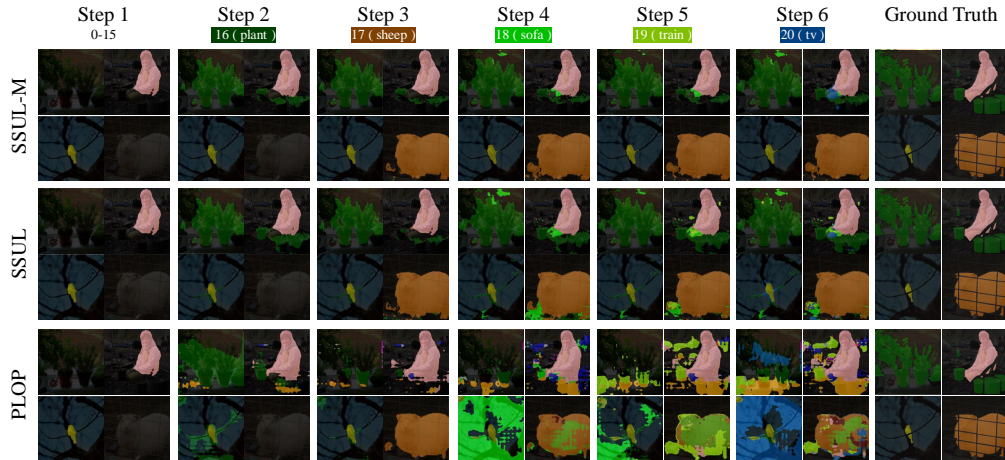 Step 1 Step 2 Step 3 Step 4 Step 5 Step 6 Ground Truth
0-15 16 ( plant ) 17 ( sheep ) 18 ( sofa ) 19 ( train ) 20 ( tv )
SSUL-M
SSUL
PLOP